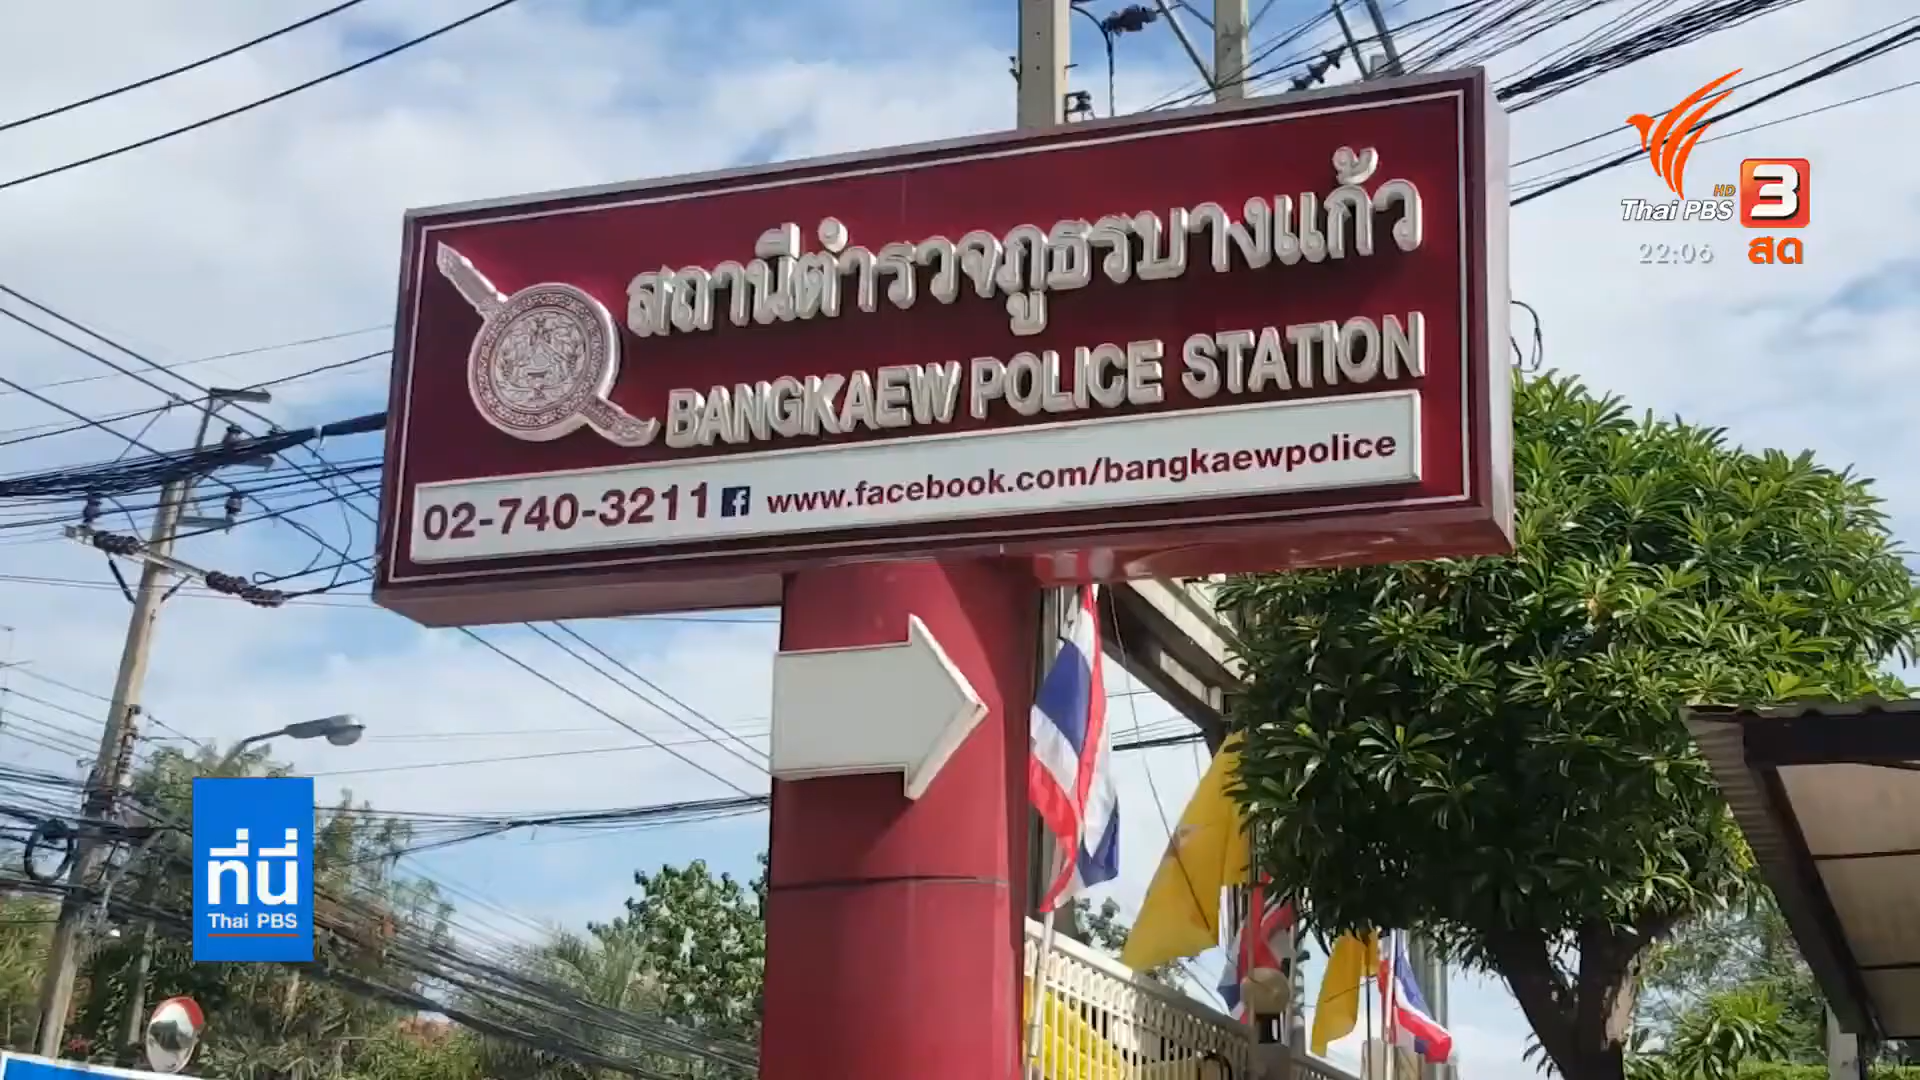 สถานีตำรวจภูธรบางแก้ว
BANGKAEW POLICE STATION
02-740-3211 www.facebook.com/bangkaewpolice
Thai PBS HD 3
22:06 สด
ที่นี่
Thai PBS